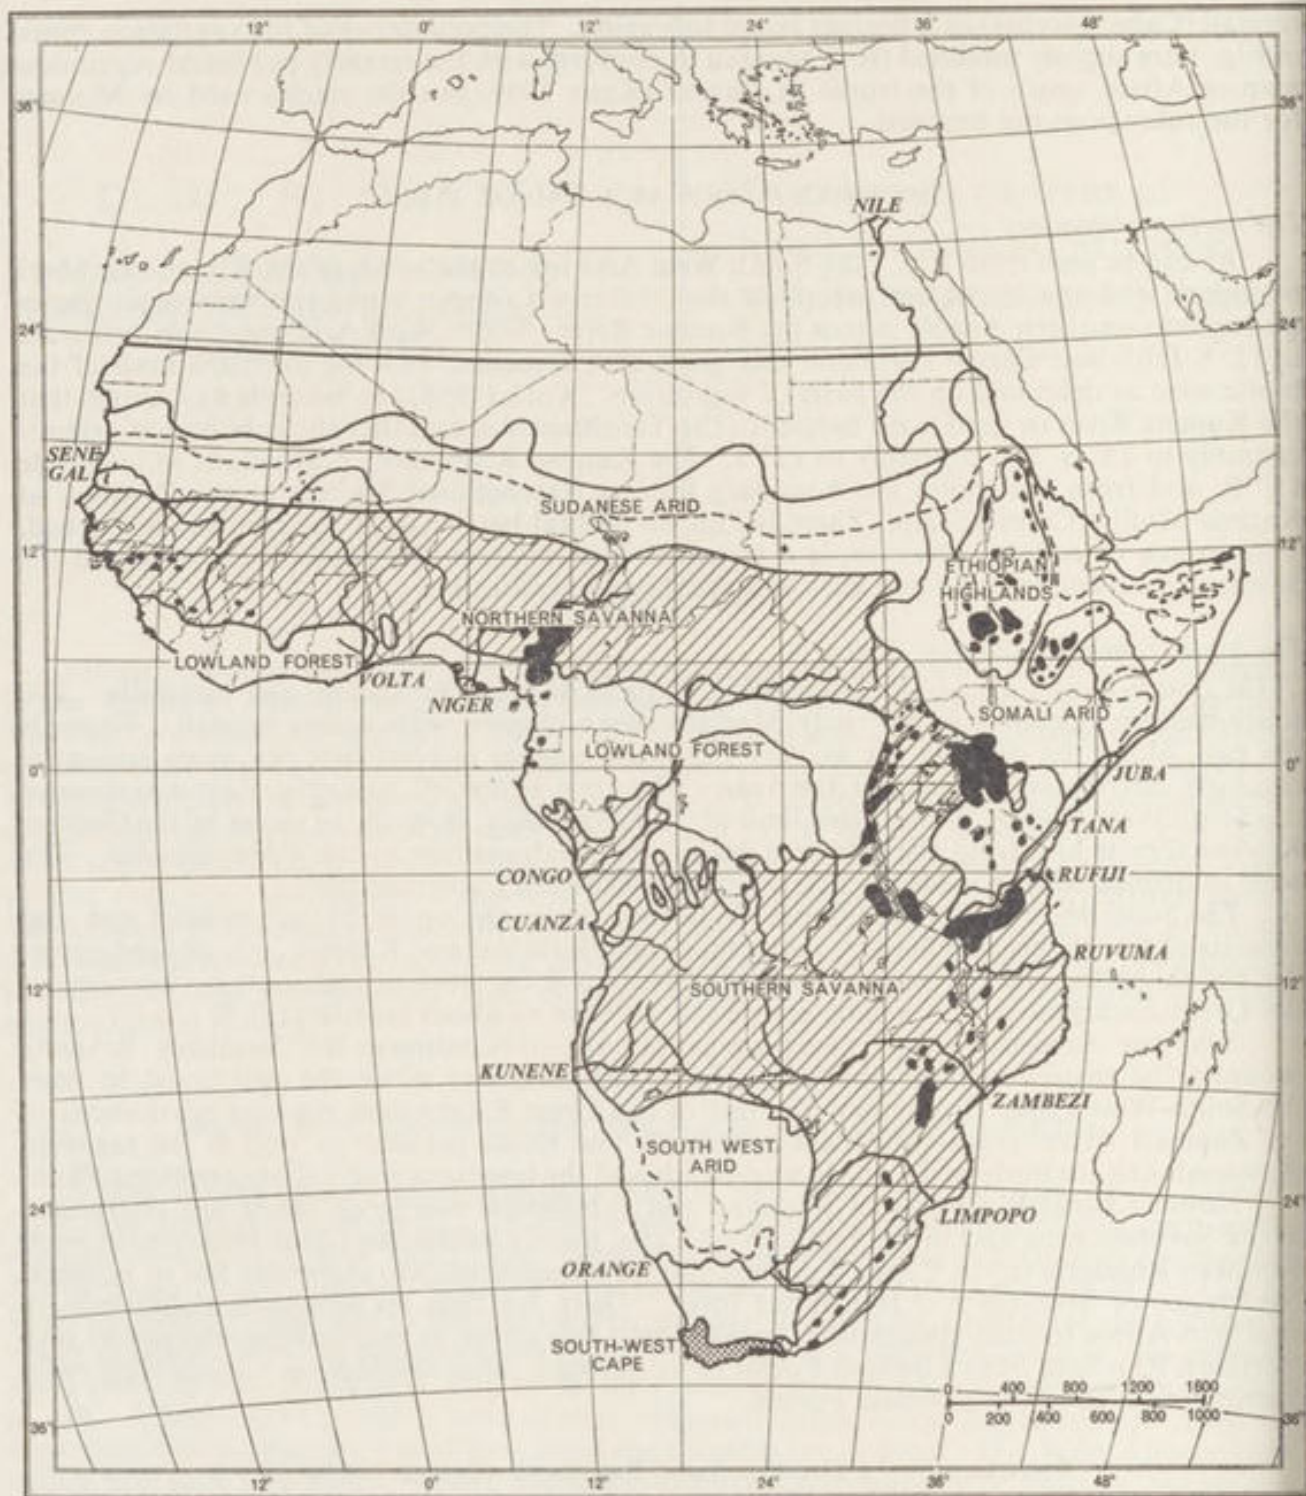 12° 0° 12° 24° 36° 48°
36° 36°
NILE
24° 24°
SENE
GAL
SUDANESE ARID
12° 12°
ETHIOPIAN
HIGHLANDS
NORTHERN SAVANNA
LOWLAND FOREST
VOLTA
NIGER
SOMALI ARID
LOWLAND FOREST
0° 0°
JUBA
TANA
CONGO
RUFIJI
CUANZA
RUVUMA
12° 12°
SOUTHERN SAVANNA
KUNENE
ZAMBEZI
SOUTH WEST
ARID
24° 24°
LIMPOPO
ORANGE
SOUTH-WEST
CAPE
0 400 800 1200 1600
0 200 400 600 800 1000
36° 36°
12° 0° 12° 24° 36° 48°